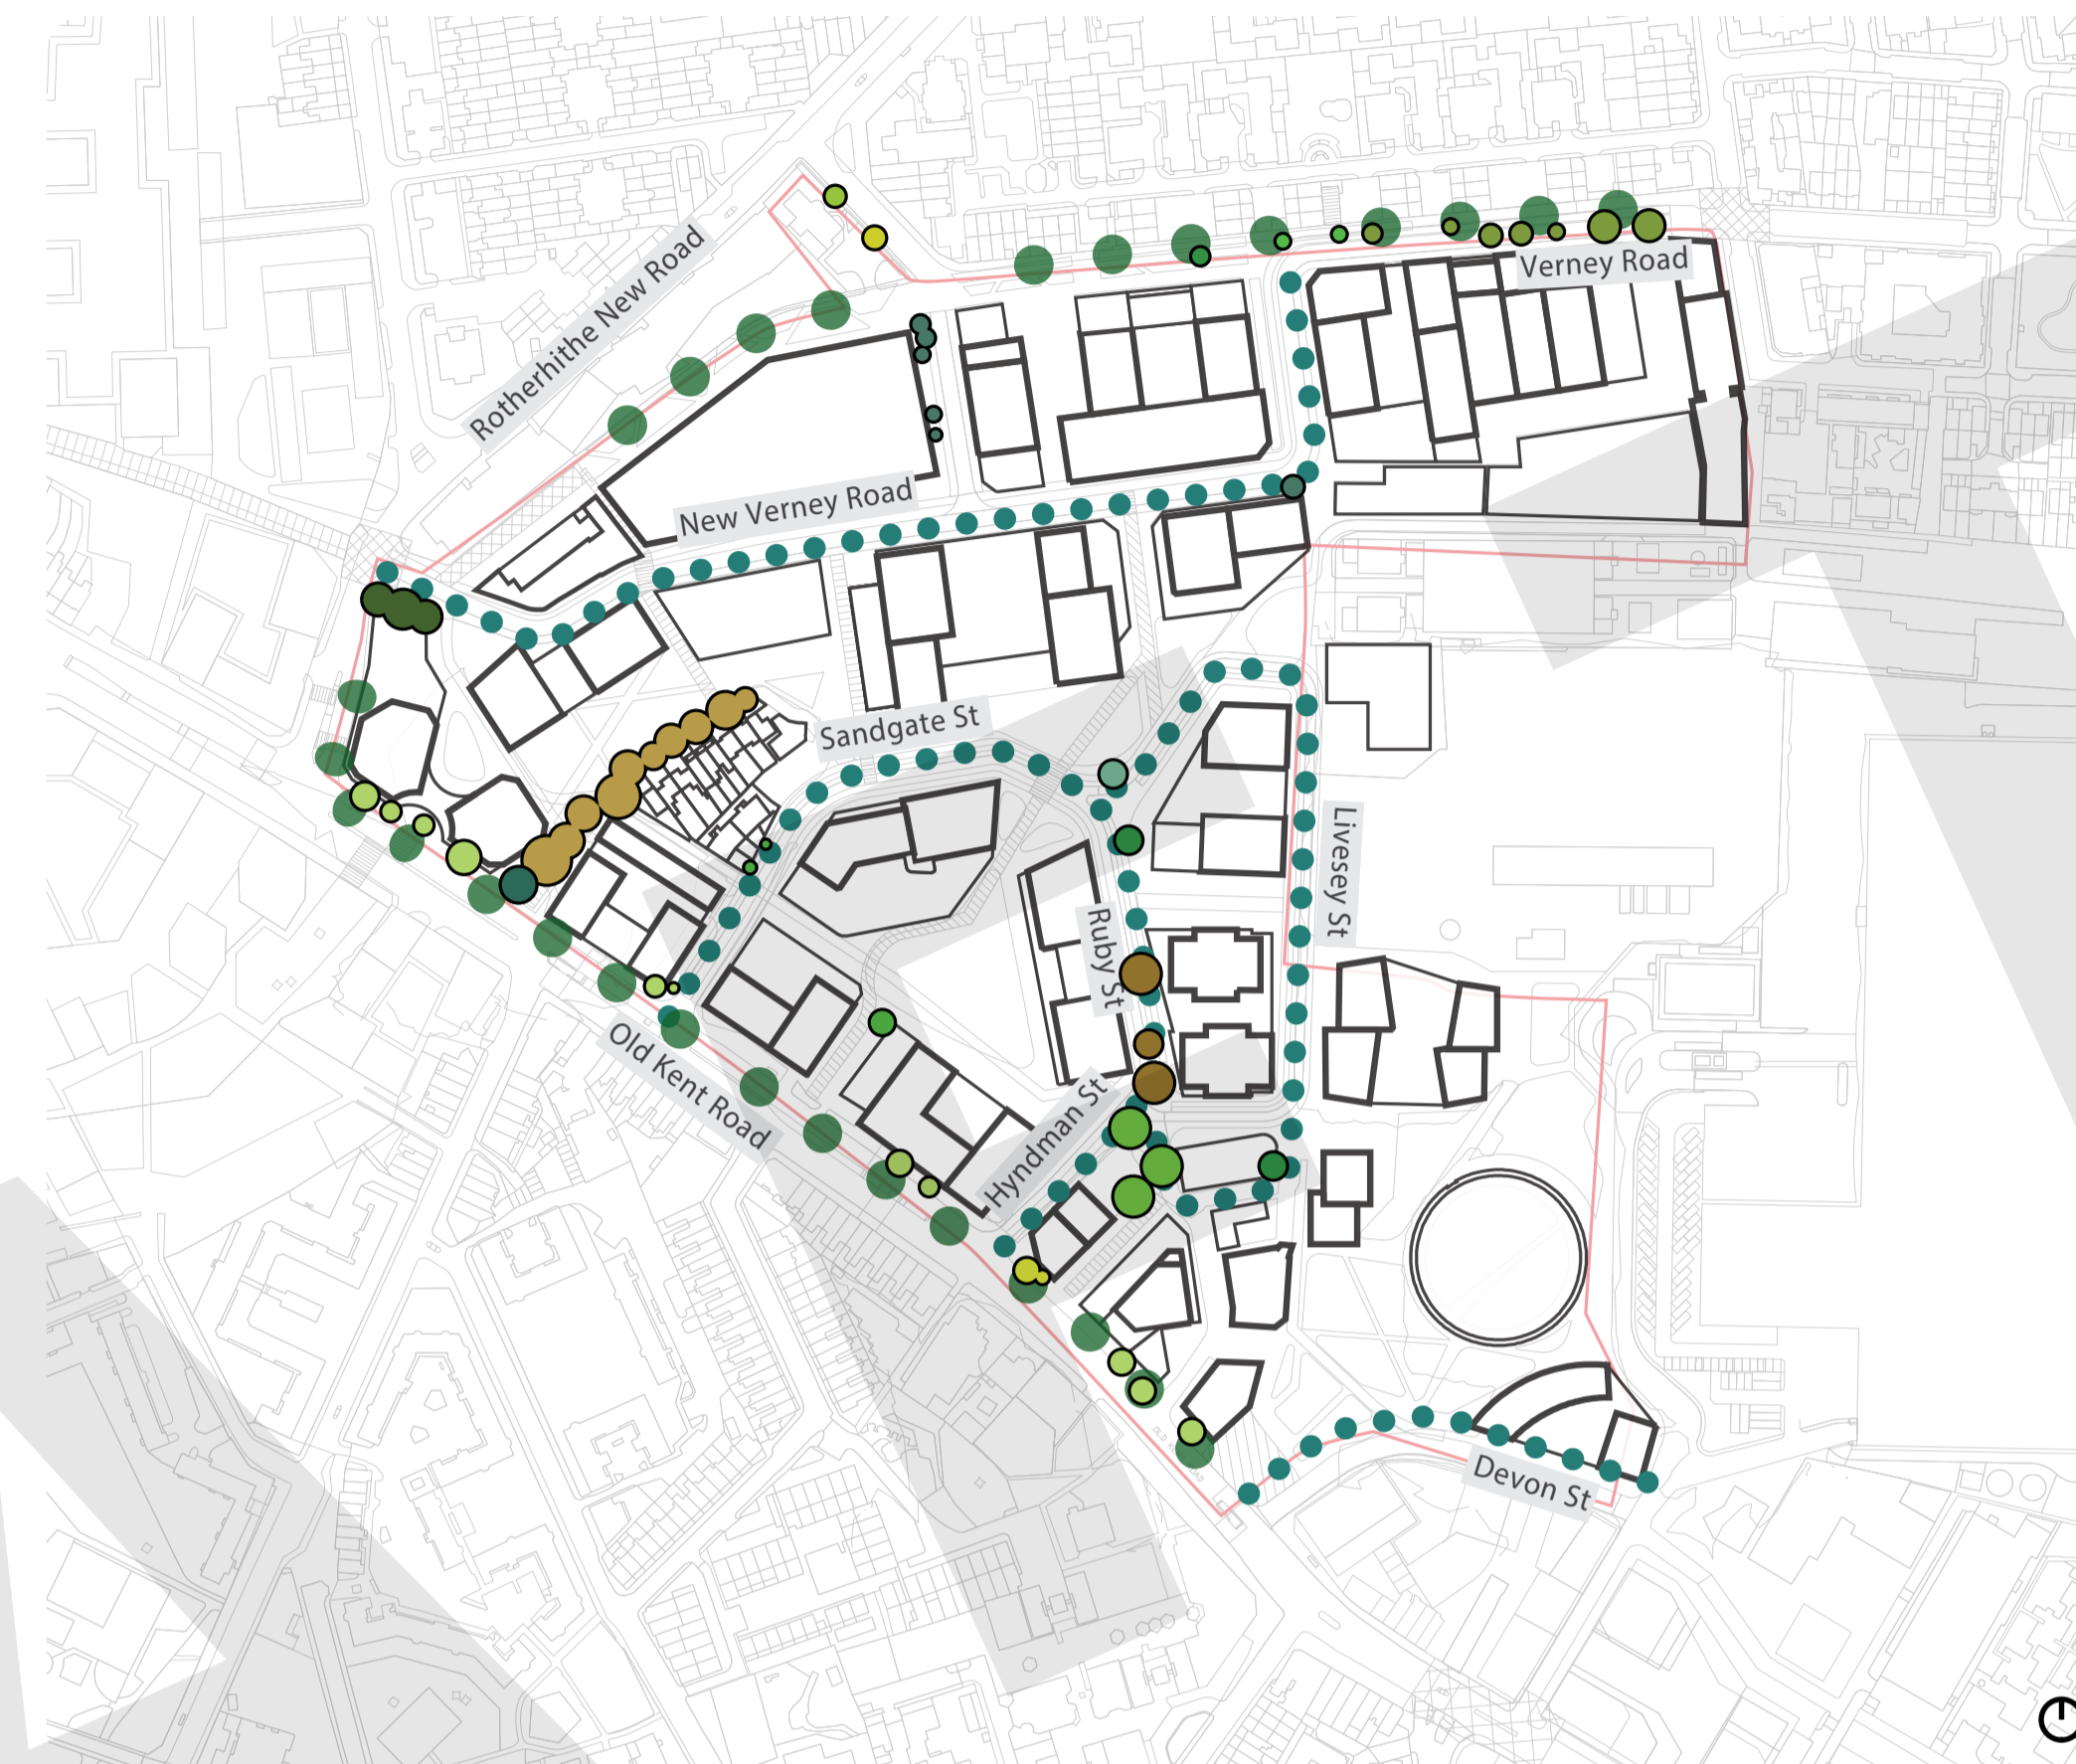 Rotherhithe New Road
Verney Road
New Verney Road
Sandgate St
Livesey St
Ruby St
Old Kent Road
Hyndman St
Devon St